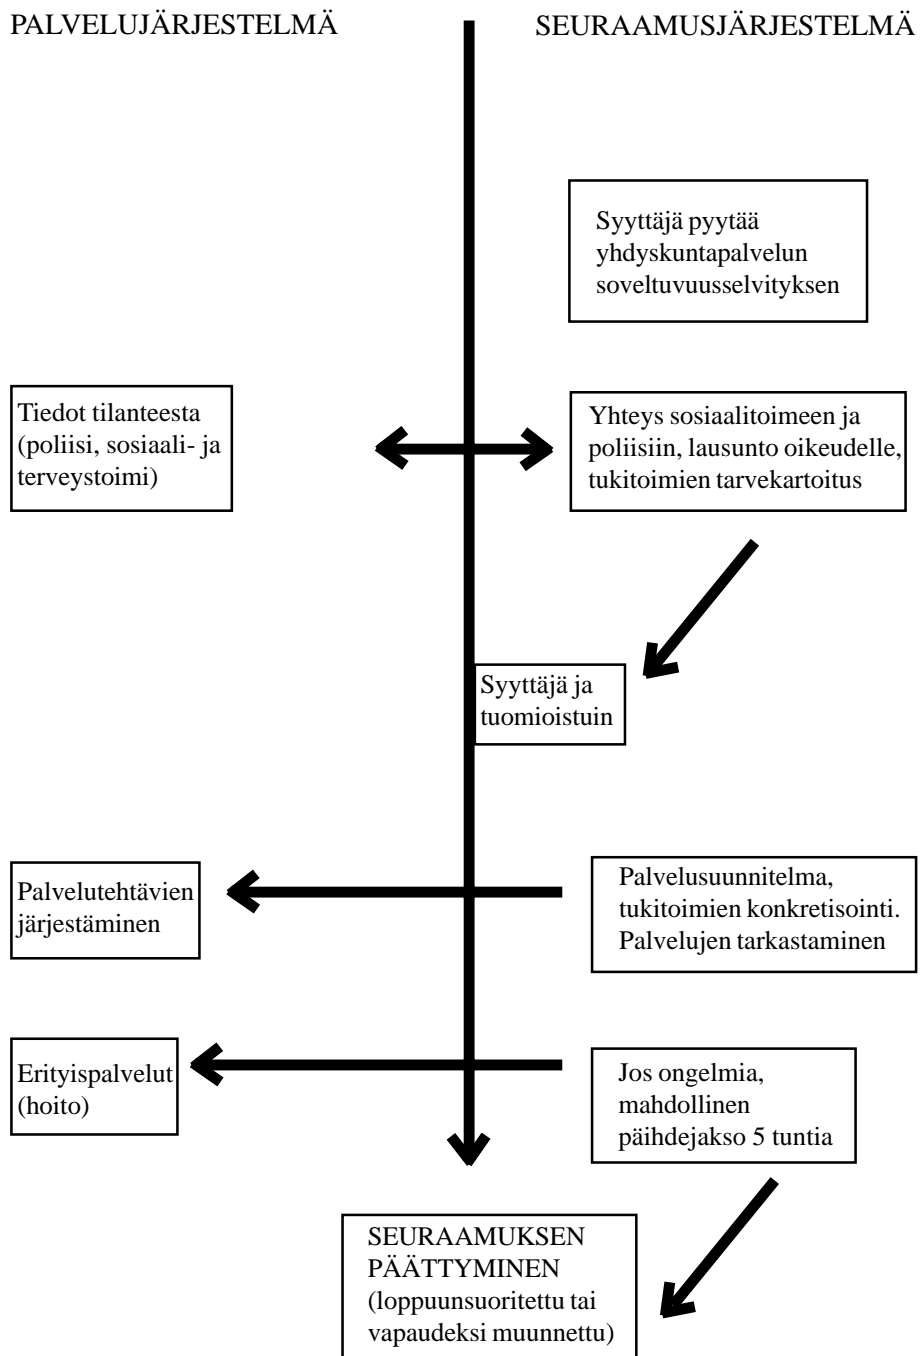 PALVELUJÄRJESTELMÄ
SEURAAMUSJÄRJESTELMÄ
Syyttäjä pyytää
yhdyskuntapalvelun
soveltuvuusselvityksen
Tiedot tilanteesta
(poliisi, sosiaali- ja
terveystoimi)
Yhteys sosiaalitoimeen ja
poliisiin, lausunto oikeudelle,
tukitoimien tarvekartoitus
Syyttäjä ja
tuomioistuin
Palvelutehtävien
järjestäminen
Palvelusuunnitelma,
tukitoimien konkretisointi.
Palvelujen tarkastaminen
Erityispalvelut
(hoito)
Jos ongelmia,
mahdollinen
päihdejakso 5 tuntia
SEURAAMUKSEN
PÄÄTTYMINEN
(loppuunsuoritettu tai
vapaudeksi muunnettu)